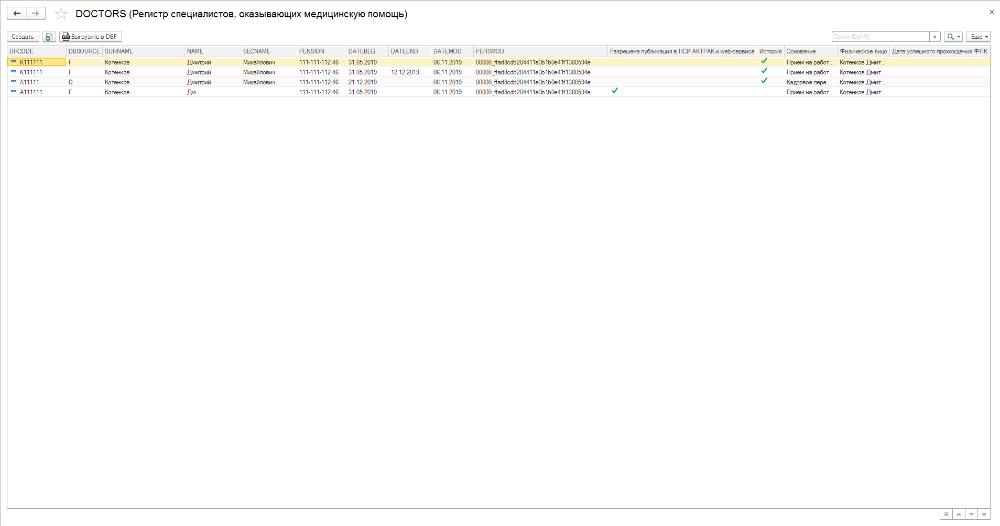 DOCTORS (Регистр специалистов, оказывающих медицинскую помощь)
Создать Выгрузить в DBF Поиск (Ctrl+F) Еще
DRCODE DBSOURCE SURNAME NAME SECNAME PENSION DATEBEG DATEEND DATEMOD PERSMOD Разрешена публикация в НСИ АКТРАК и web-сервисе История Основание Физическое лицо Дата успешного прохождения ФЛК
К111111 F Котенков Дмитрий Михайлович 111-111-112 46 31.05.2019 06.11.2019 00000_ffad8cdb204411e3b1b0e41f1380594e Прием на работ... Котенков Дмит...
К111111 F Котенков Дмитрий Михайлович 111-111-112 46 31.05.2019 12.12.2019 06.11.2019 00000_ffad8cdb204411e3b1b0e41f1380594e Прием на работ... Котенков Дмит...
А11111 D Котенков Дмитрий Михайлович 111-111-112 46 21.12.2019 06.11.2019 00000_ffad8cdb204411e3b1b0e41f1380594e Кадровое пере... Котенков Дмит...
А111111 F Котенков Дм 111-111-112 46 31.05.2019 06.11.2019 00000_ffad8cdb204411e3b1b0e41f1380594e Прием на работ... Котенков Дмит...